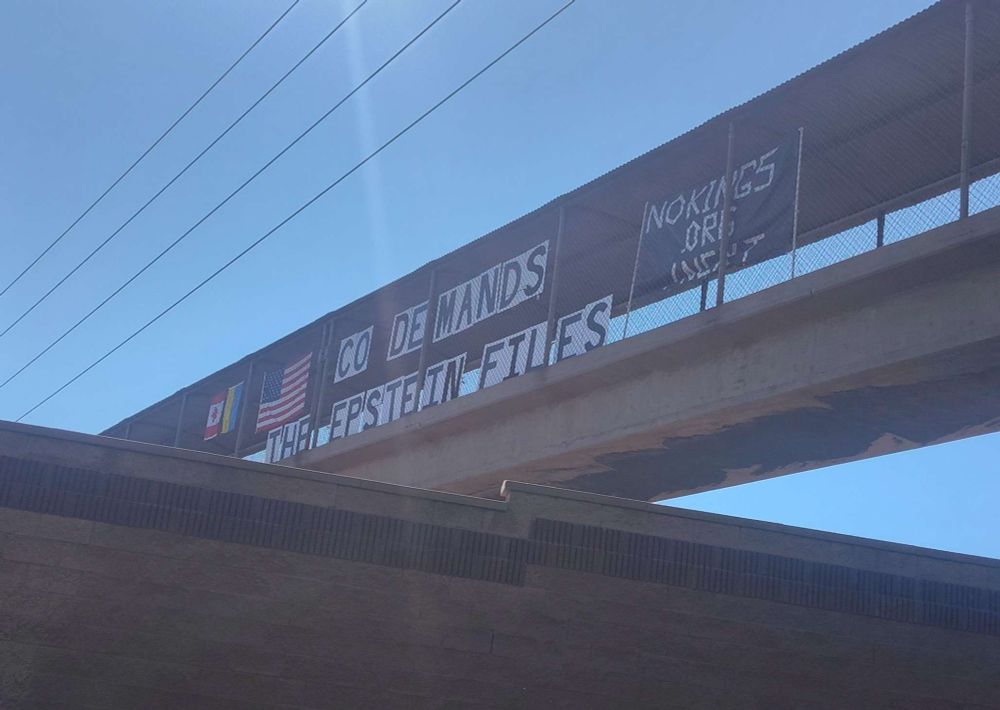 CO DEMANDS
THE EPSTEIN FILES
NOKINGS
.ORG